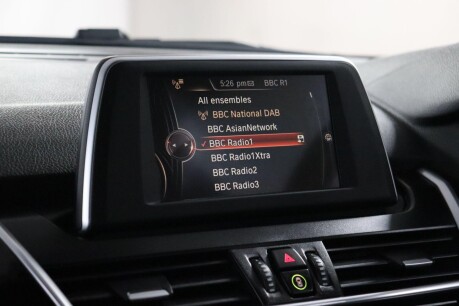 5:26 pm BBC R1
All ensembles
BBC National DAB
BBC AsianNetwork
BBC Radio1
BBC Radio1Xtra
BBC Radio2
BBC Radio3